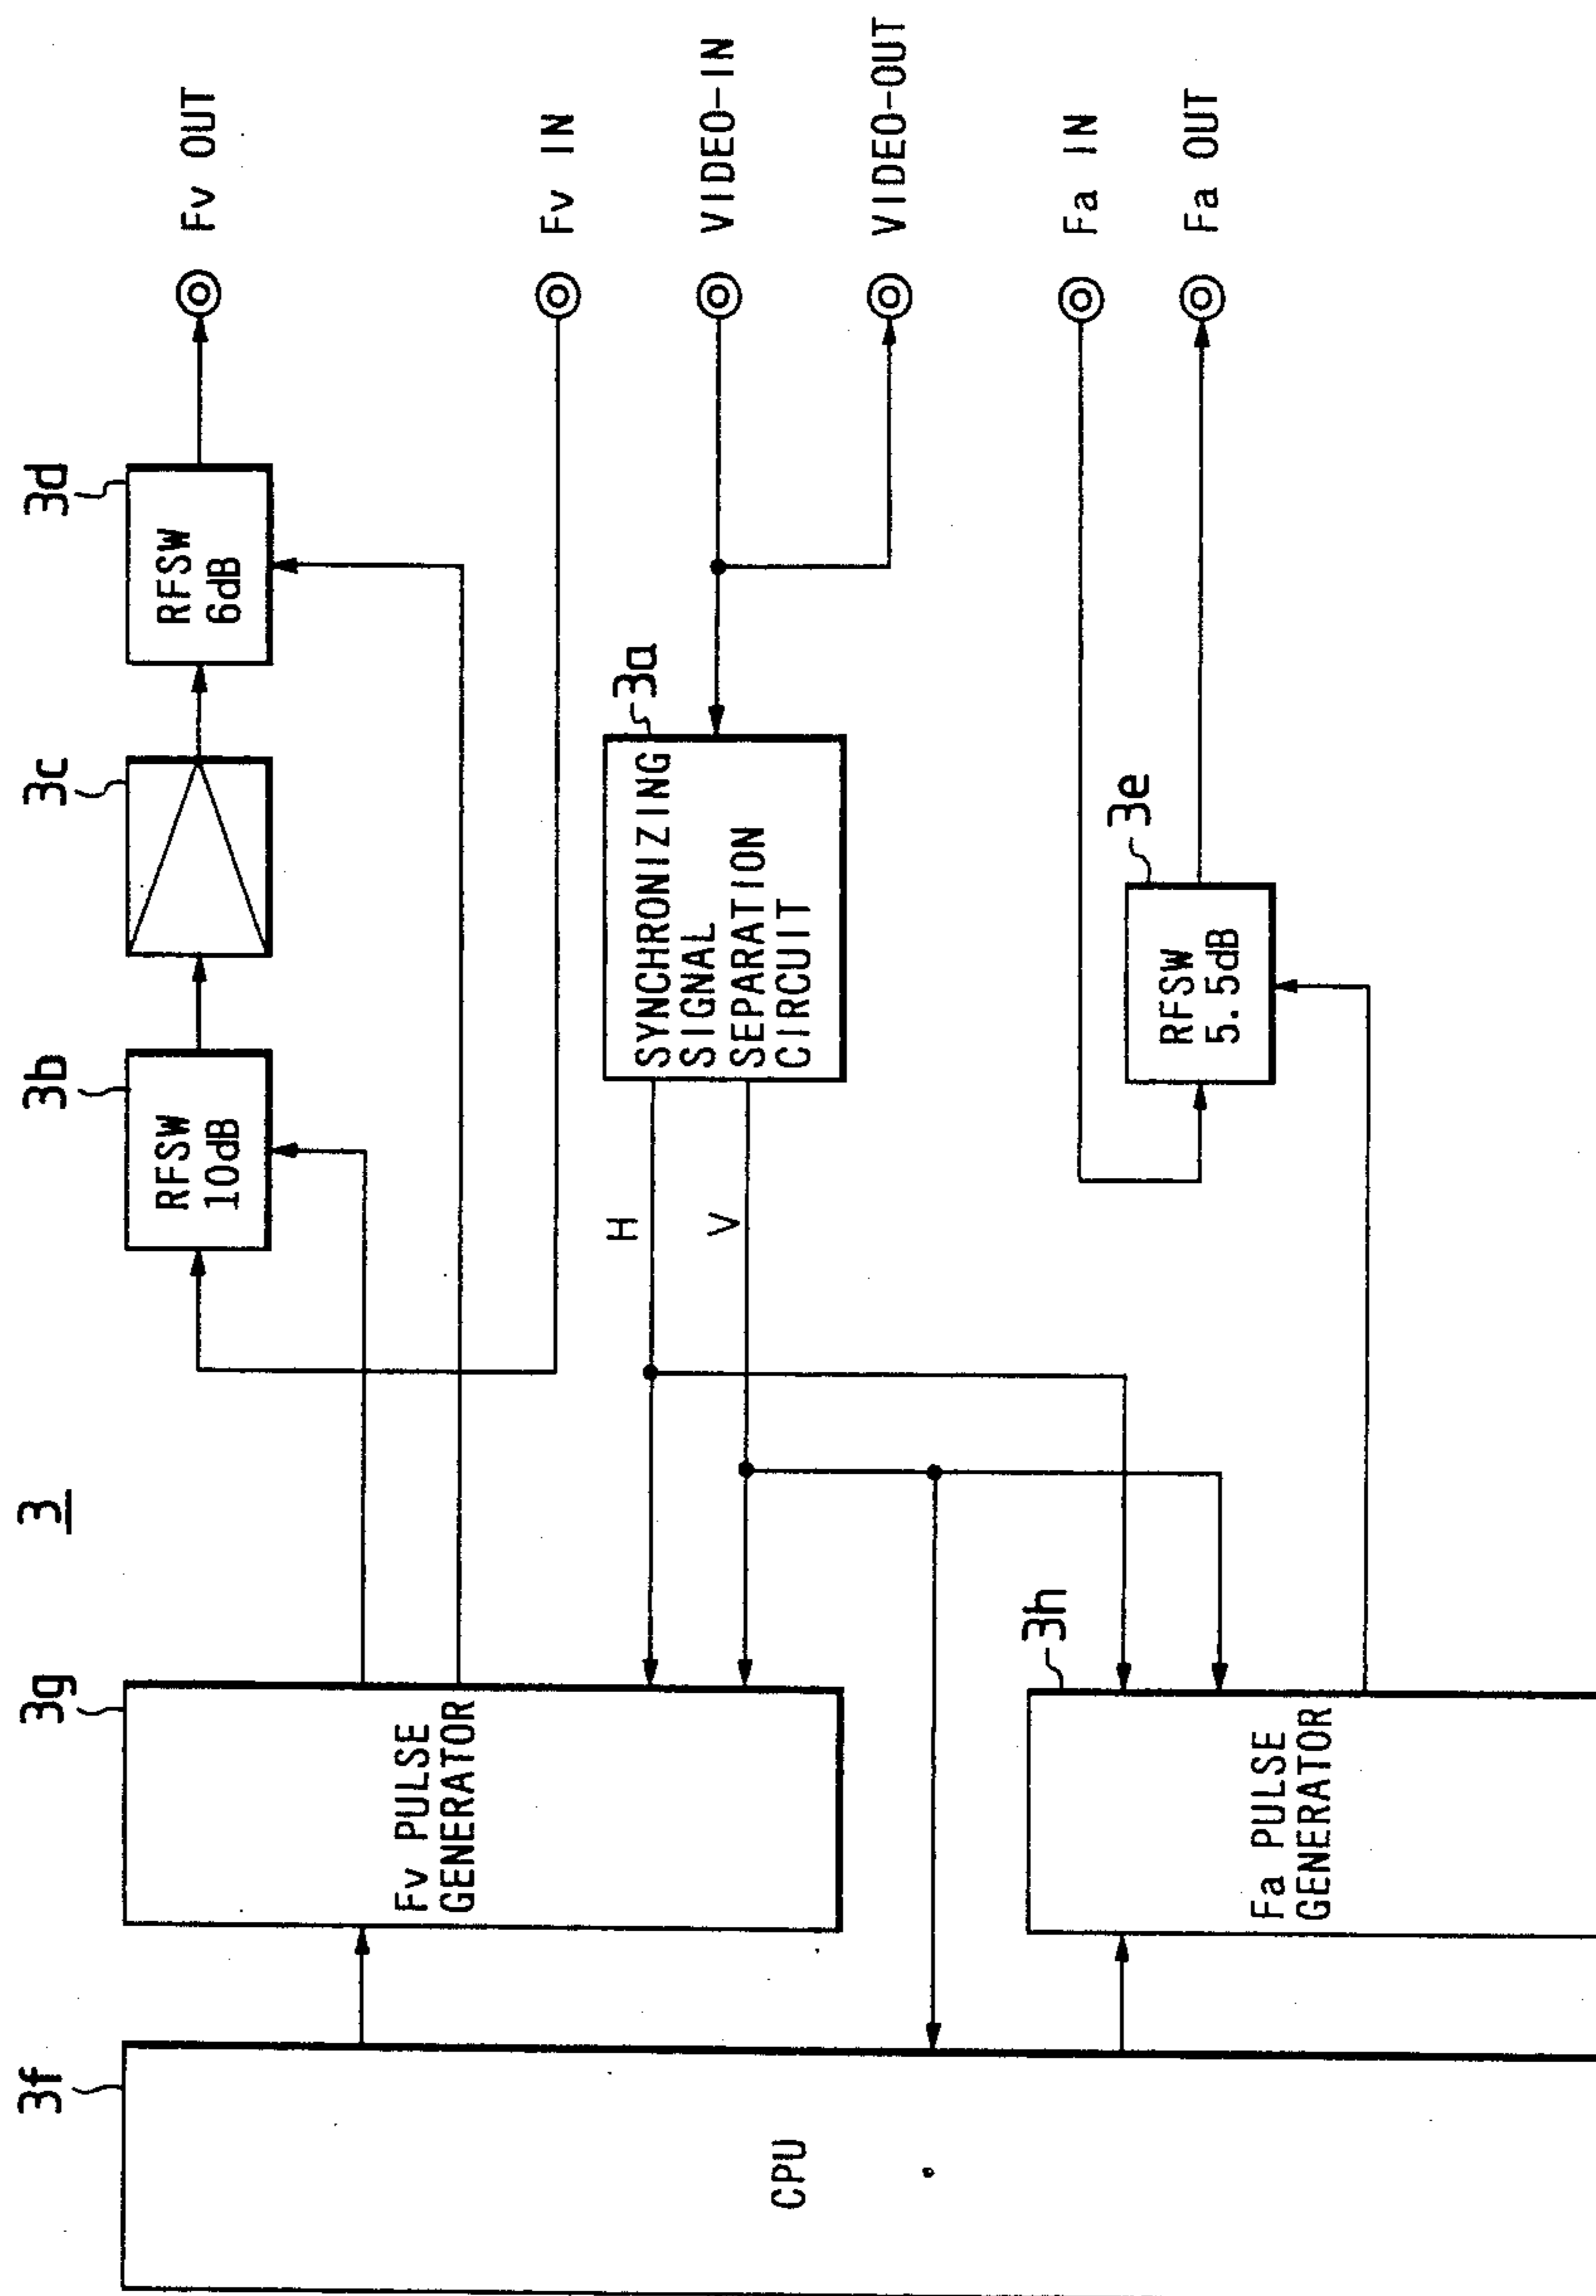 3
3f
CPU
3g
Fv PULSE
GENERATOR
3h
Fa PULSE
GENERATOR
3b
RFSW
10dB
3c
3d
RFSW
6dB
3a
SYNCHRONIZING
SIGNAL
SEPARATION
CIRCUIT
H
V
3e
RFSW
5.5dB
Fv OUT
Fv IN
VIDEO-IN
VIDEO-OUT
Fa IN
Fa OUT